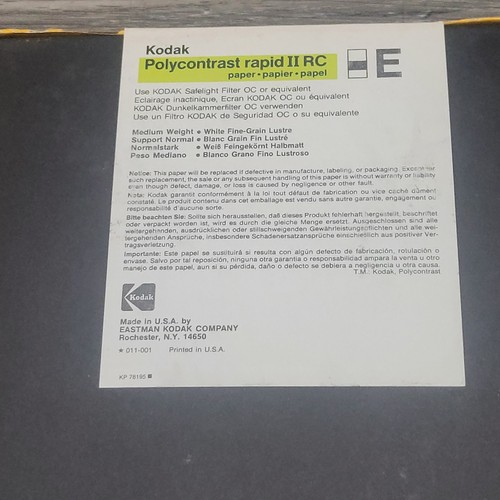 Kodak
Polycontrast rapid II RC
paper • papier • papel
E
Use KODAK Safelight Filter OC or equivalent
Eclairage inactinique, Ecran KODAK OC ou équivalent
KODAK Dunkelkammerfilter OC verwenden
Use un Filtro KODAK de Seguridad OC o su equivalente
Medium Weight • White Fine-Grain Lustre
Support Normal • Blanc Grain Fin Lustré
Normalstark • Weiß Feingekörnt Halbmatt
Peso Mediano • Blanco Grano Fino Lustroso
Notice: This paper will be replaced if defective in manufacture, labeling, or packaging. Except for
such replacement, the sale or any subsequent handling of this paper is without warranty or liability
even though defect, damage, or loss is caused by negligence or other fault.
Nota: Kodak garantit conformément à la loi tout défaut de fabrication ou vice caché dûment
constaté. Le produit contenu dans cet emballage est vendu sans autre garantie, engagement ou
responsabilité d'aucune sorte.
Bitte beachten Sie: Sollte sich herausstellen, daß dieses Produkt fehlerhaft hergestellt, beschriftet
oder verpackt worden ist, wird es durch die gleiche Menge ersetzt. Ausgeschlossen sind alle
weitergehenden, ausdrücklichen oder stillschweigenden Gewährleistungspflichten und alle wei-
tergehenden Ansprüche, insbesondere Schadenersatzansprüche einschließlich aus positiver Ver-
tragsverletzung.
Importante: Este papel se sustituirá si resulta con algún defecto de fabricación, rotulación o
envase. Salvo por tal reposición, ninguna otra garantía o responsabilidad ampara la venta u otro
manejo de este papel, aun si su pérdida, daño o defecto se debiera a negligencia u otra causa.
T.M.: Kodak, Polycontrast
Kodak
Made in U.S.A. by
EASTMAN KODAK COMPANY
Rochester, N.Y. 14650
★ 011-001 Printed in U.S.A.
KP 78185 ■